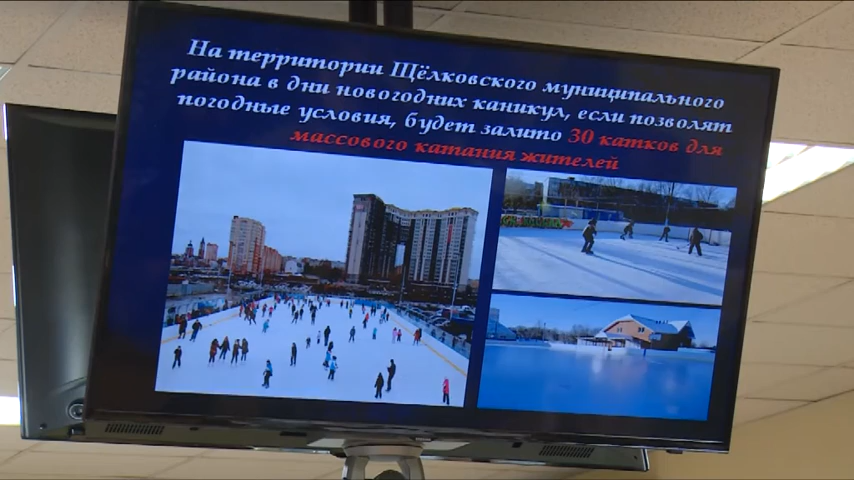 На территории Щёлковского муниципального
района в дни новогодних каникул, если позволят
погодные условия, будет залито 30 катков для
массового катания жителей